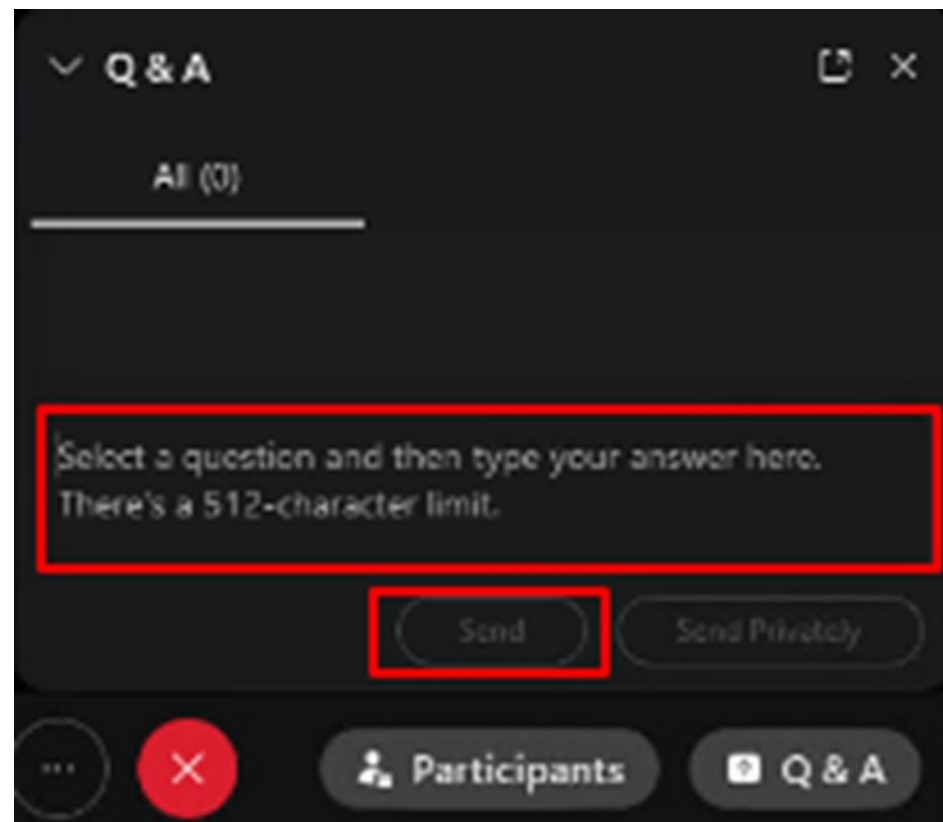 Q & A
All (0)
Select a question and then type your answer here.
There's a 512-character limit.
Send
Send Privately
Participants
Q & A